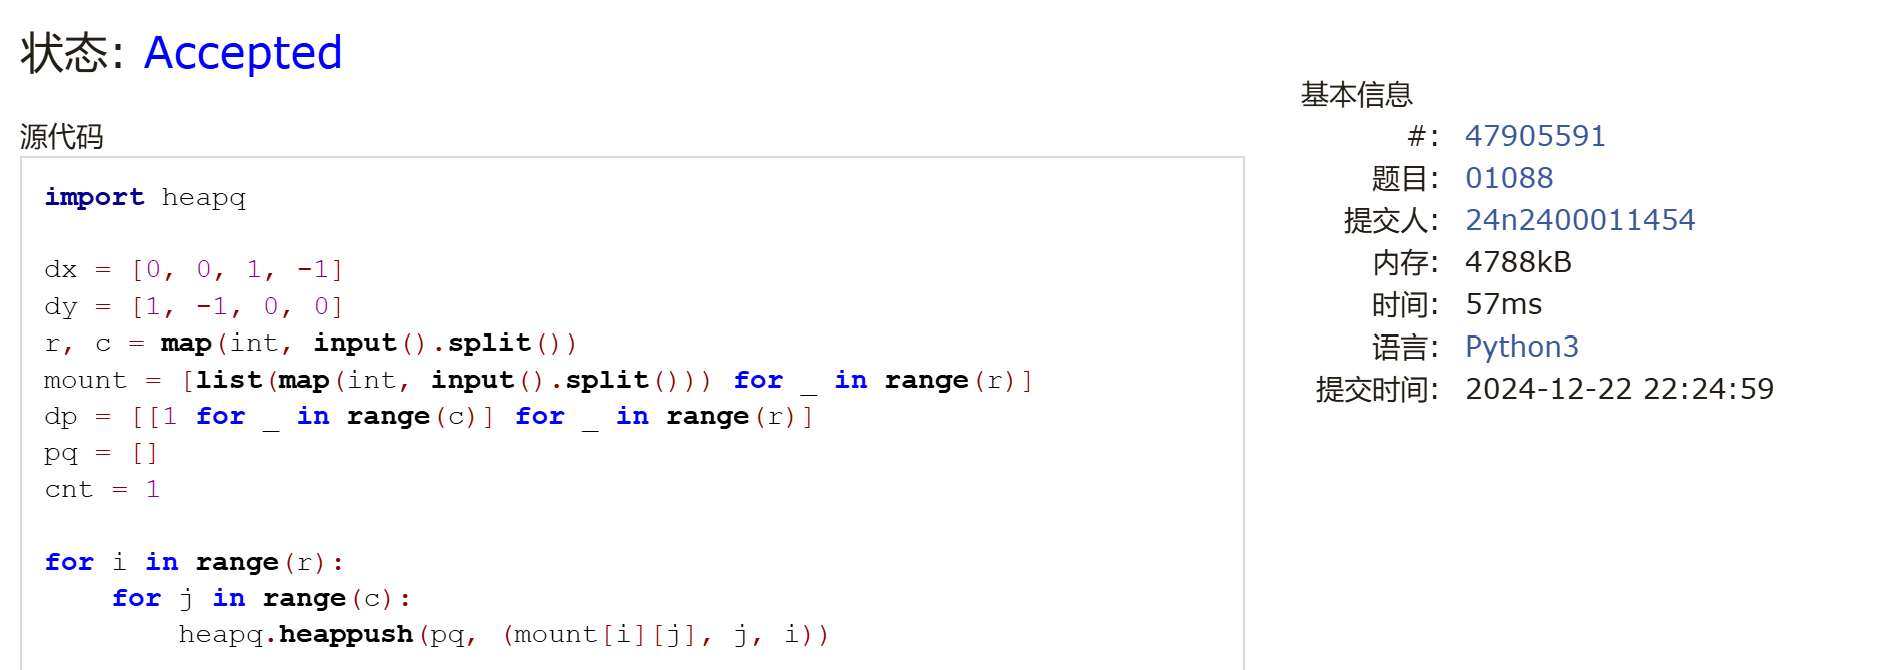 状态: Accepted
源代码
import heapq
dx = [0, 0, 1, -1]
dy = [1, -1, 0, 0]
r, c = map(int, input().split())
mount = [list(map(int, input().split())) for _ in range(r)]
dp = [[1 for _ in range(c)] for _ in range(r)]
pq = []
cnt = 1
for i in range(r):
    for j in range(c):
        heapq.heappush(pq, (mount[i][j], j, i))
基本信息
#: 47905591
题目: 01088
提交人: 24n2400011454
内存: 4788kB
时间: 57ms
语言: Python3
提交时间: 2024-12-22 22:24:59